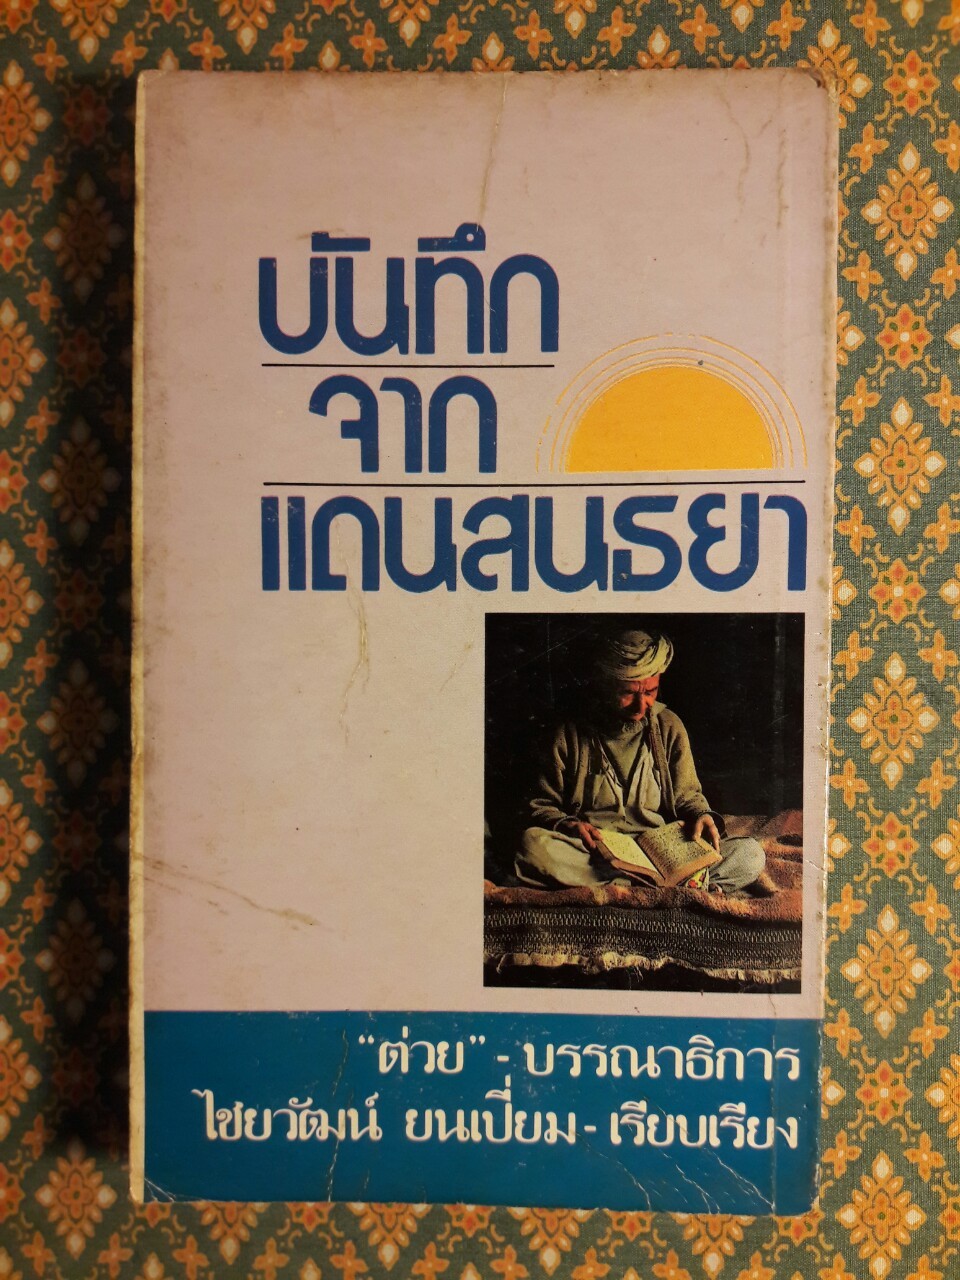 บันทึก
จาก
แดนสนธยา
"ต่วย" - บรรณาธิการ
ไชยวัฒน์ ยนเปี่ยม - เรียบเรียง